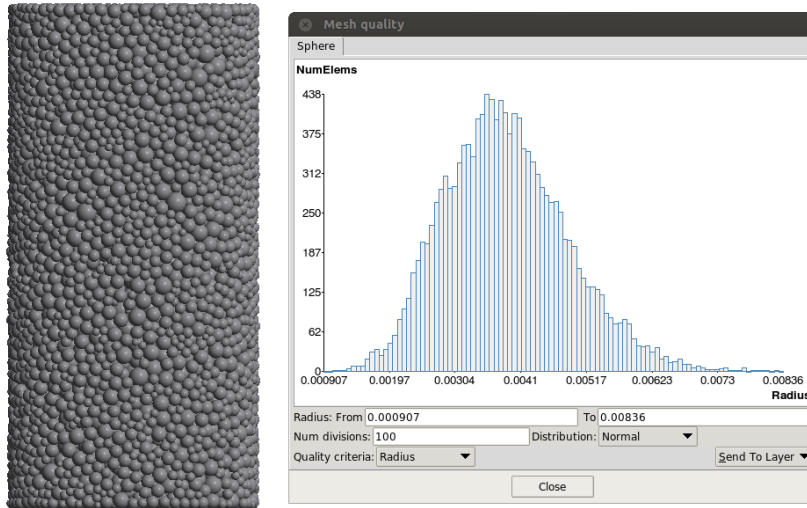 Mesh quality
Sphere
NumElems
438
375
312
250
187
125
62
0
0.000907 0.00197 0.00304 0.0041 0.00517 0.00623 0.0073 0.00836
Radius
Radius: From 0.000907 To 0.00836
Num divisions: 100 Distribution: Normal
Quality criteria: Radius Send To Layer
Close